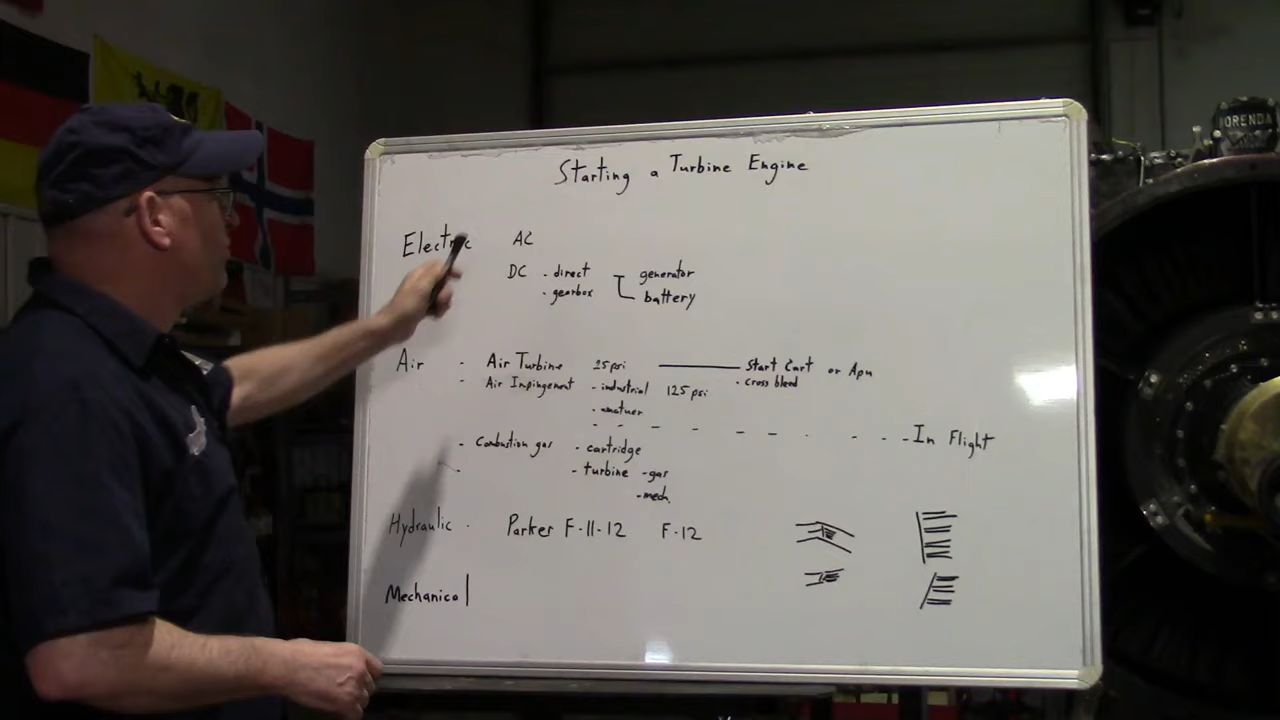 Starting a Turbine Engine
Electric AC
DC - direct generator
- gearbox battery
Air - Air Turbine 25 psi Start Cart or Apu
- Air Impingement - industrial 125 psi - cross bleed
- amatuer
In Flight
- Combustion gas - cartridge
- turbine - gas
- mech.
Hydraulic - Parker F-11-12 F-12
Mechanical
ORENDA